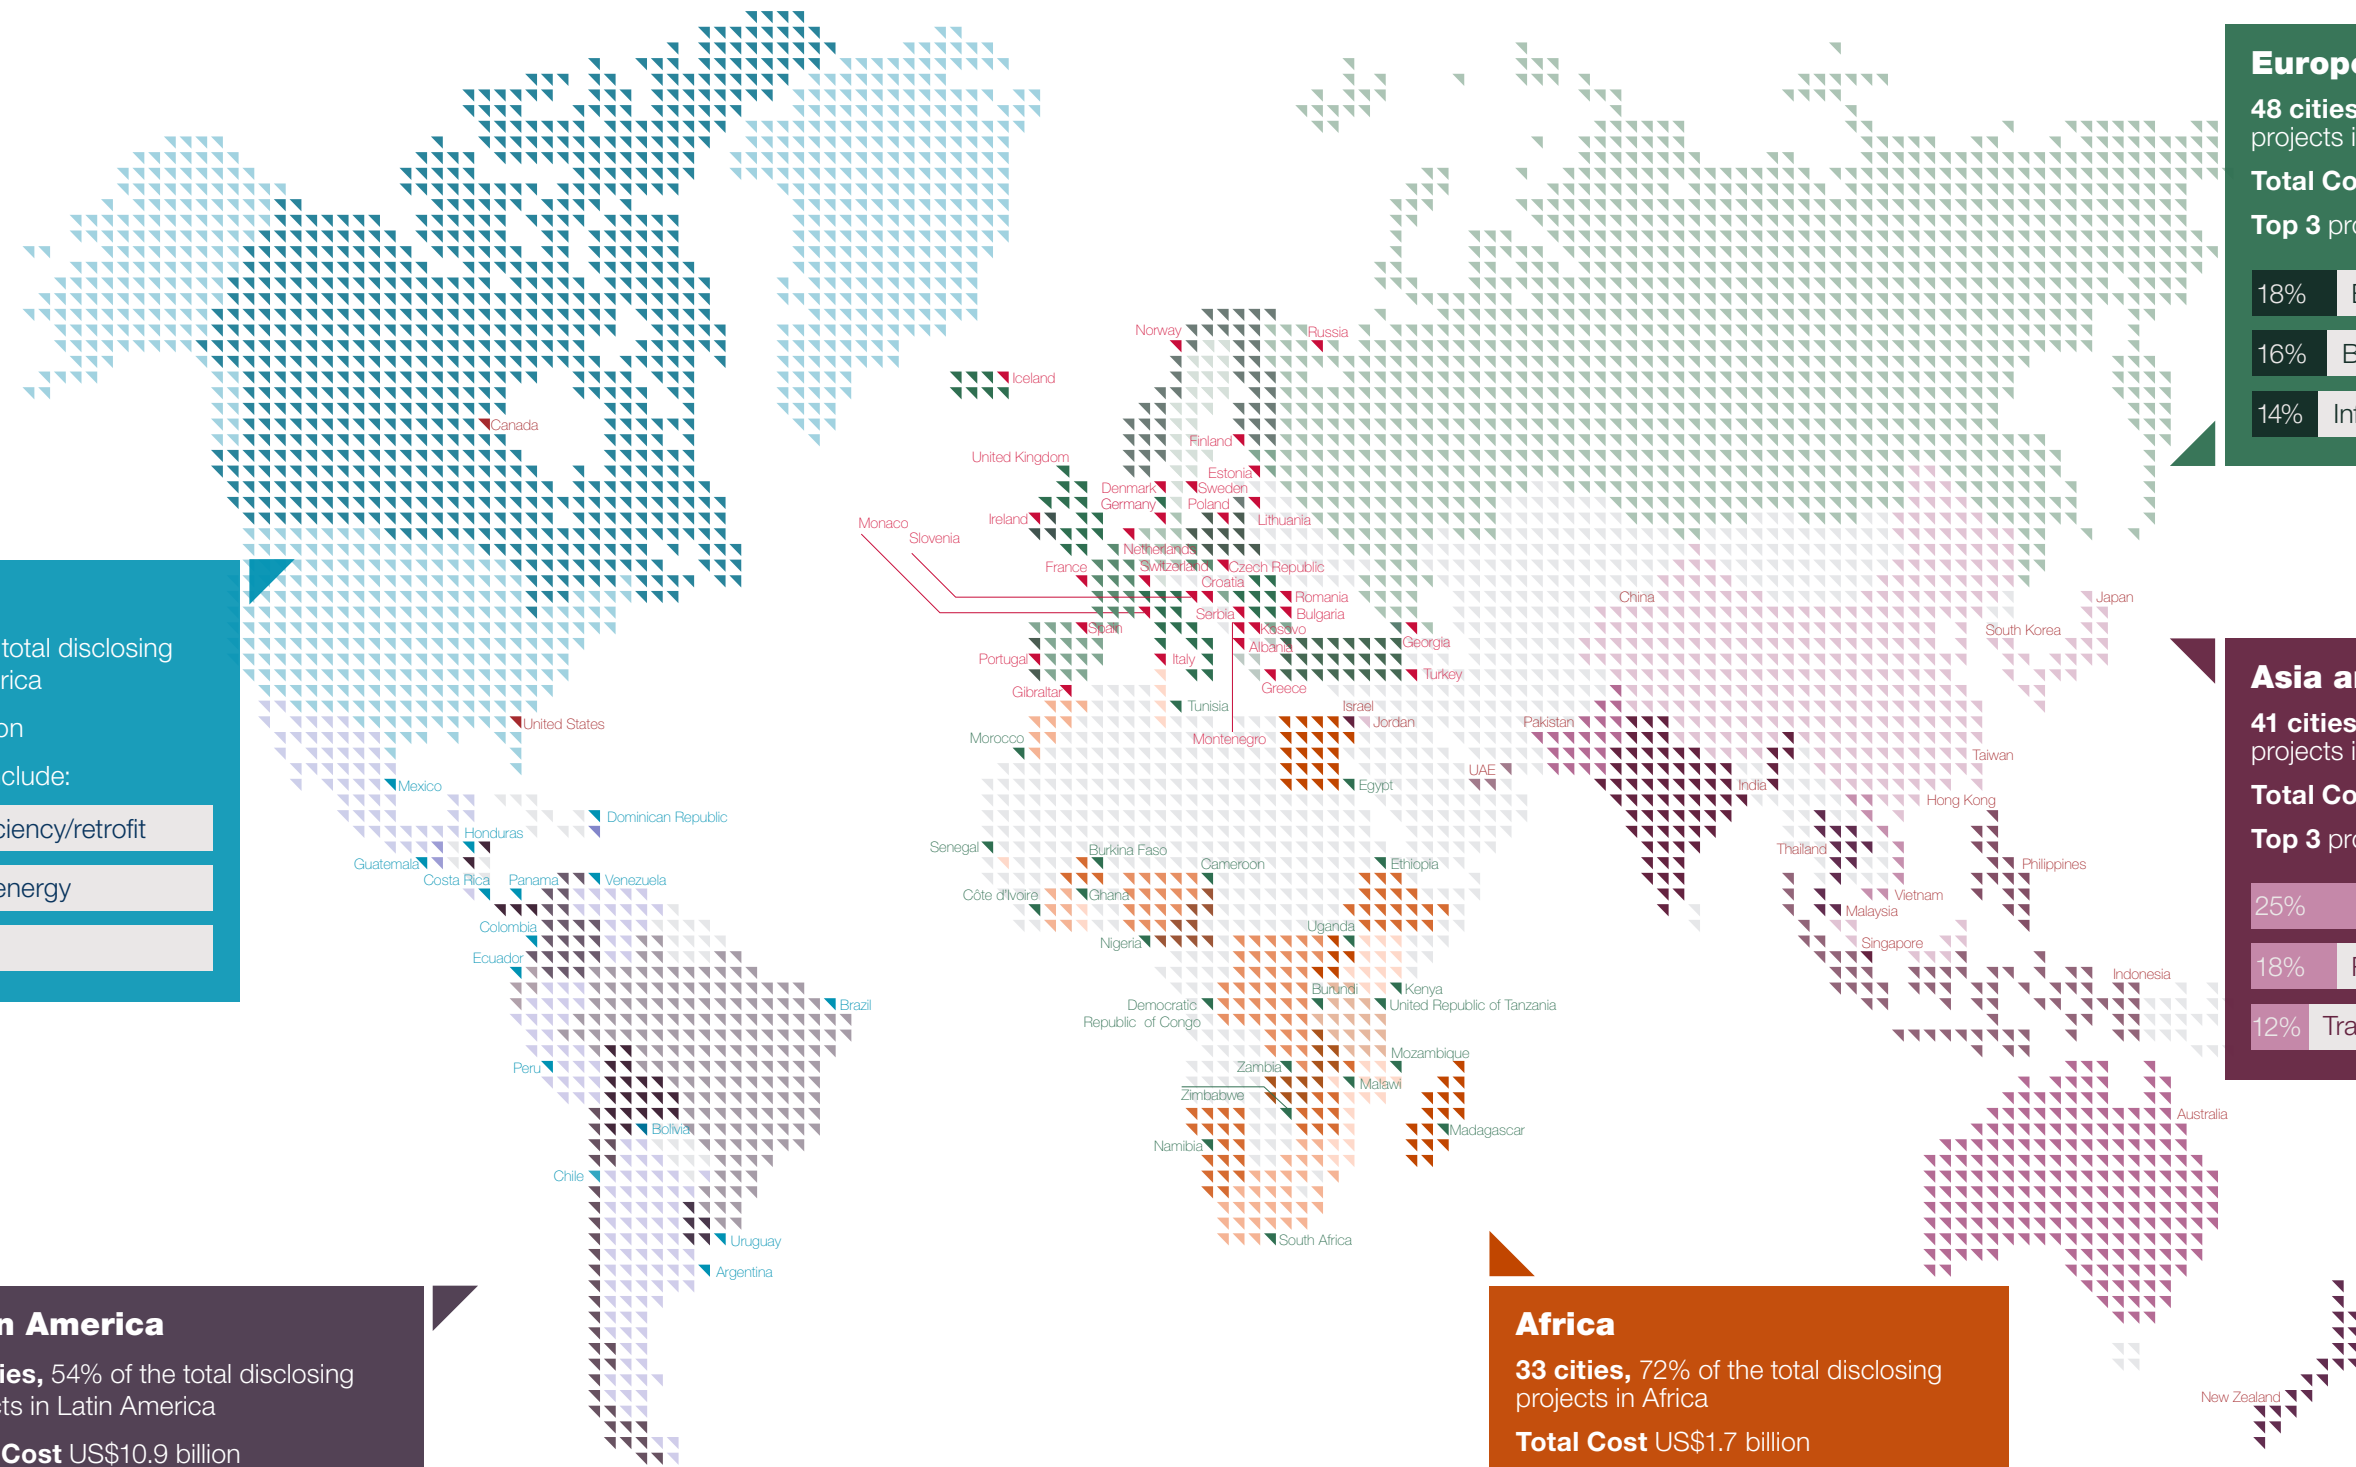 Europe
48 cities
projects i
Total Co
Top 3 pro
18%
16% B
14% Inf
Norway
Russia
Iceland
Canada
Finland
United Kingdom
Estonia
Denmark
Sweden
Germany
Poland
Ireland
Lithuania
Monaco
Slovenia
Netherlands
France
Switzerland
Czech Republic
Croatia
Romania
China
Japan
Serbia
Bulgaria
Spain
Kosovo
South Korea
Albania
Georgia
Portugal
Italy
Turkey
Gibraltar
Greece
total disclosing
rica
on
clude:
ciency/retrofit
energy
Tunisia
Israel
United States
Jordan
Pakistan
Morocco
Montenegro
Taiwan
UAE
Mexico
Egypt
India
Hong Kong
Dominican Republic
Honduras
Senegal
Burkina Faso
Thailand
Guatemala
Cameroon
Ethiopia
Philippines
Costa Rica
Panama
Venezuela
Côte d'Ivoire
Ghana
Vietnam
Malaysia
Colombia
Uganda
Nigeria
Singapore
Ecuador
Indonesia
Burundi
Kenya
Brazil
Democratic
Republic of Congo
United Republic of Tanzania
Asia a
41 cities
projects i
Total Co
Top 3 pro
25%
18%
12% Tra
Mozambique
Peru
Zambia
Malawi
Zimbabwe
Australia
Bolivia
Madagascar
Namibia
Chile
South Africa
Uruguay
Argentina
New Zealand
n America
ies, 54% of the total disclosing
cts in Latin America
Cost US$10.9 billion
Africa
33 cities, 72% of the total disclosing
projects in Africa
Total Cost US$1.7 billion